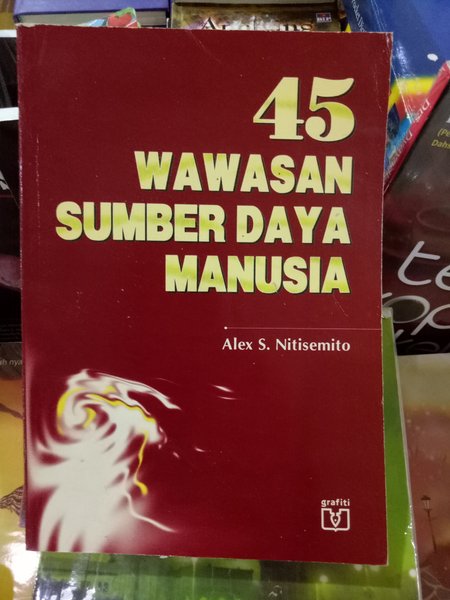 45
WAWASAN
SUMBER DAYA
MANUSIA
Alex S. Nitisemito
grafiti